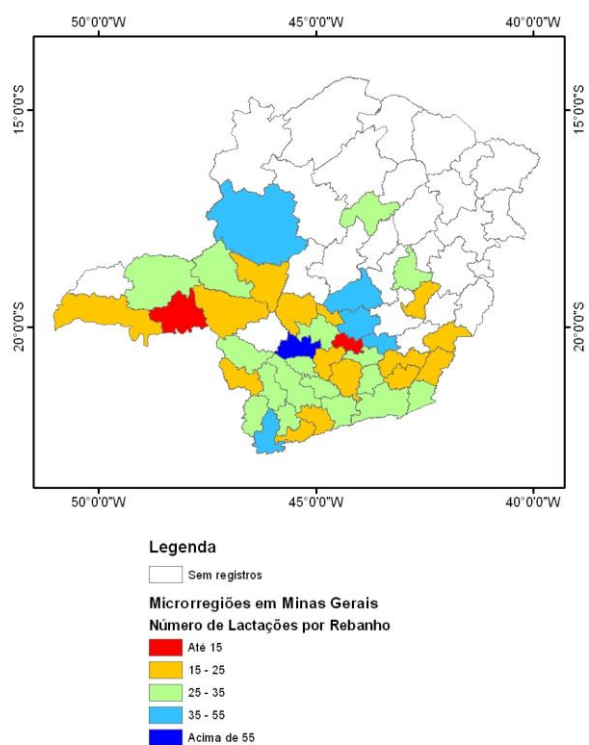 50°0'0"W 45°0'0"W 40°0'0"W
15°0'0"S 15°0'0"S
20°0'0"S 20°0'0"S
50°0'0"W 45°0'0"W 40°0'0"W
Legenda
Sem registros
Microrregiões em Minas Gerais
Número de Lactações por Rebanho
Até 15
15 - 25
25 - 35
35 - 55
Acima de 55